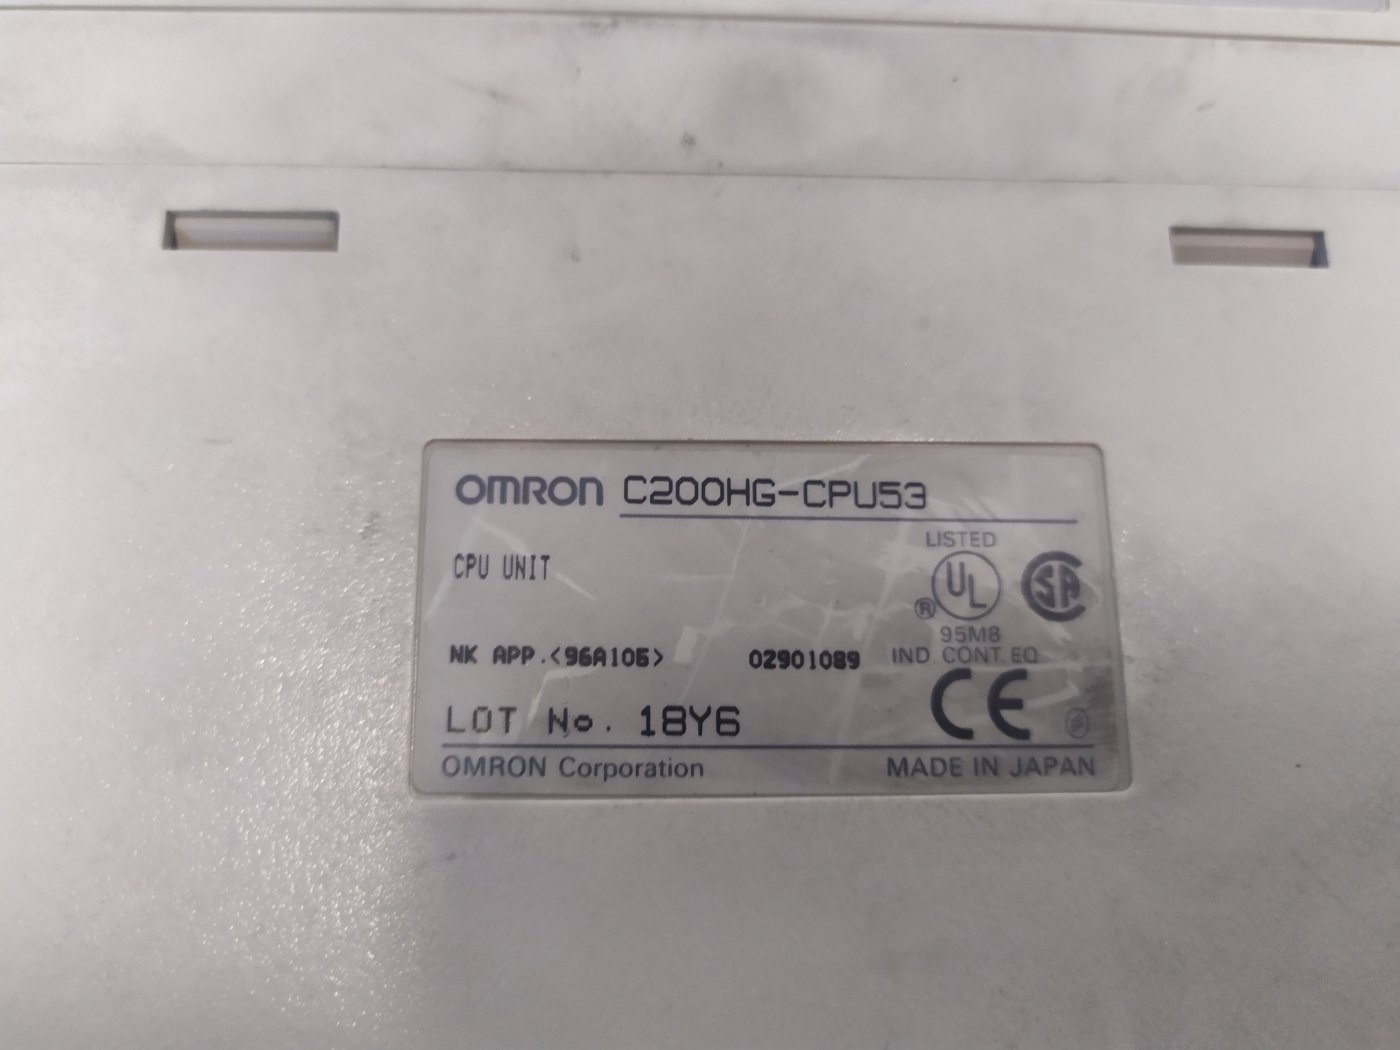 OMRON C200HG-CPU53
LISTED
CPU UNIT
UL
SA
®
95M8
NK APP.<96A105> 02901089 IND. CONT. EQ.
LOT No. 18Y6 CE
OMRON Corporation MADE IN JAPAN